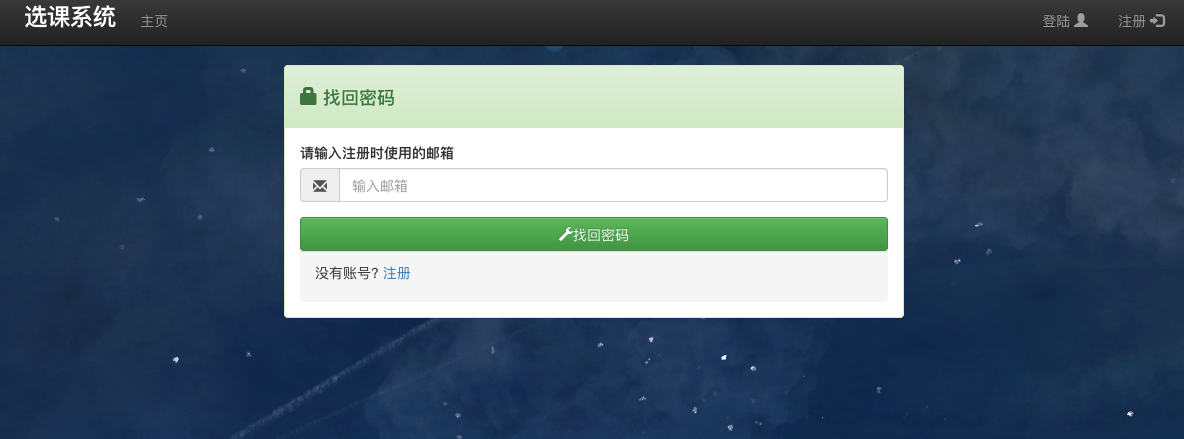 选课系统 主页 登陆 注册
找回密码
请输入注册时使用的邮箱
输入邮箱
找回密码
没有账号? 注册